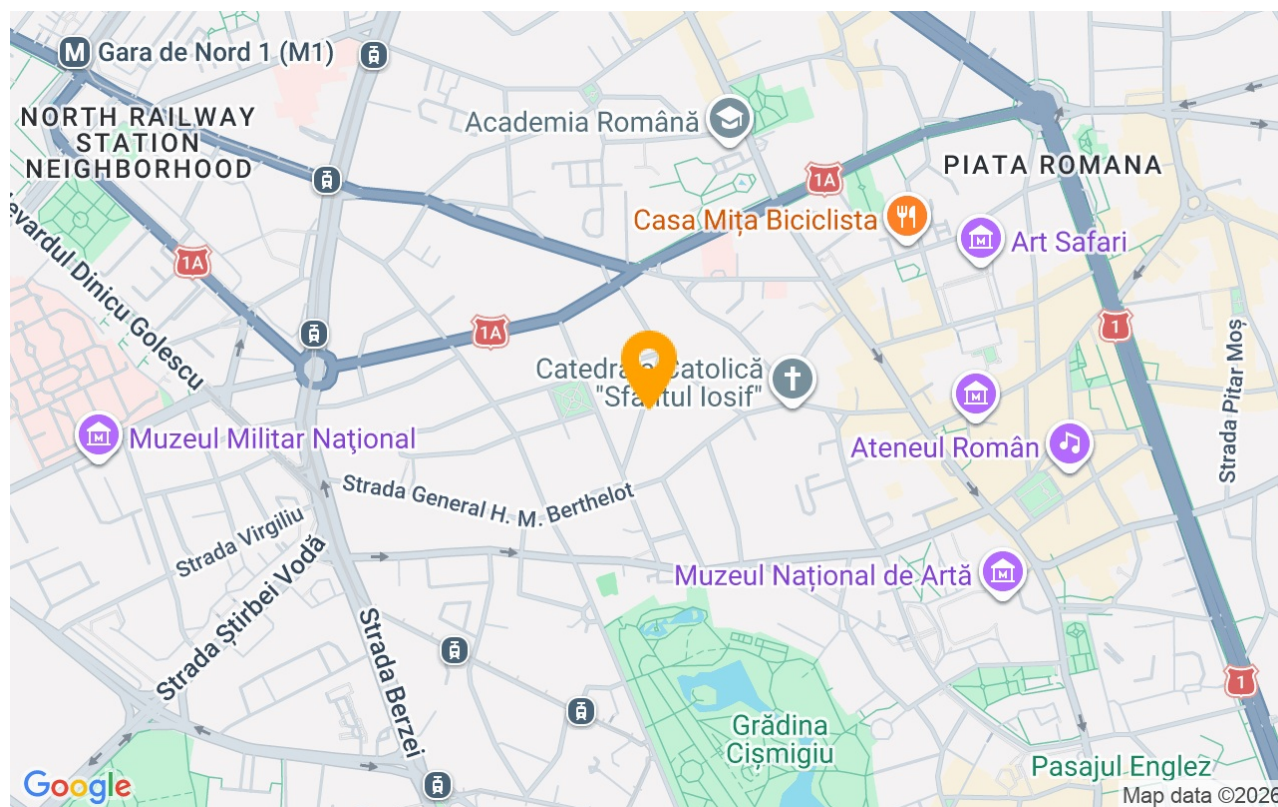 Gara de Nord 1 (M1)
NORTH RAILWAY
STATION
NEIGHBORHOOD
Academia Română
1A
PIATA ROMANA
Casa Mița Biciclista
Art Safari
1A
evardul Dinicu Golescu
1A
1
Catedrala Catolică
"Sfântul Iosif"
Strada Pitar Moș
Muzeul Militar Naţional
Ateneul Român
Strada General H. M. Berthelot
Strada Virgiliu
Strada Știrbei Vodă
Muzeul Național de Artă
Strada Berzei
1
Grădina
Cișmigiu
Pasajul Englez
Google
Map data ©2026